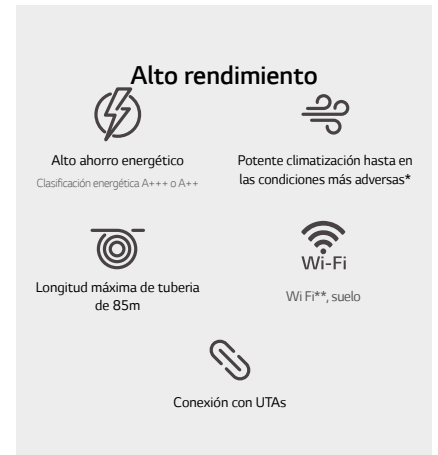 Alto rendimiento
Alto ahorro energético
Clasificación energética A+++ o A++
Potente climatización hasta en
las condiciones más adversas*
Longitud máxima de tuberia
de 85m
Wi-Fi
Wi Fi**, suelo
Conexión con UTAs